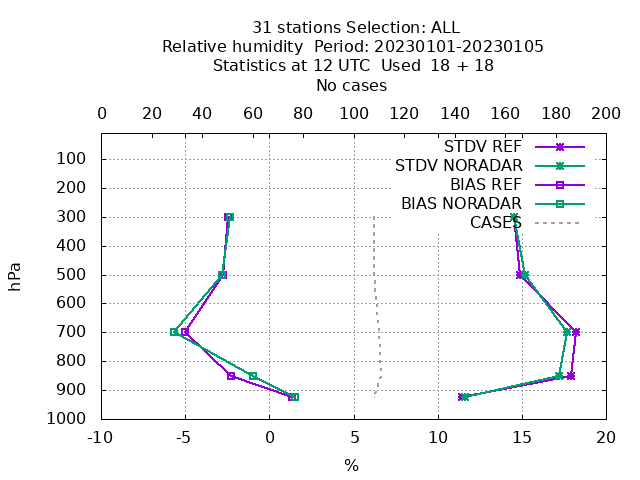 31 stations Selection: ALL
Relative humidity  Period: 20230101-20230105
Statistics at 12 UTC  Used  18 + 18
No cases
0 20 40 60 80 100 120 140 160 180 200
STDV REF
STDV NORADAR
BIAS REF
BIAS NORADAR
CASES
100
200
300
400
500
600
700
800
900
1000
hPa
-10 -5 0 5 10 15 20
%